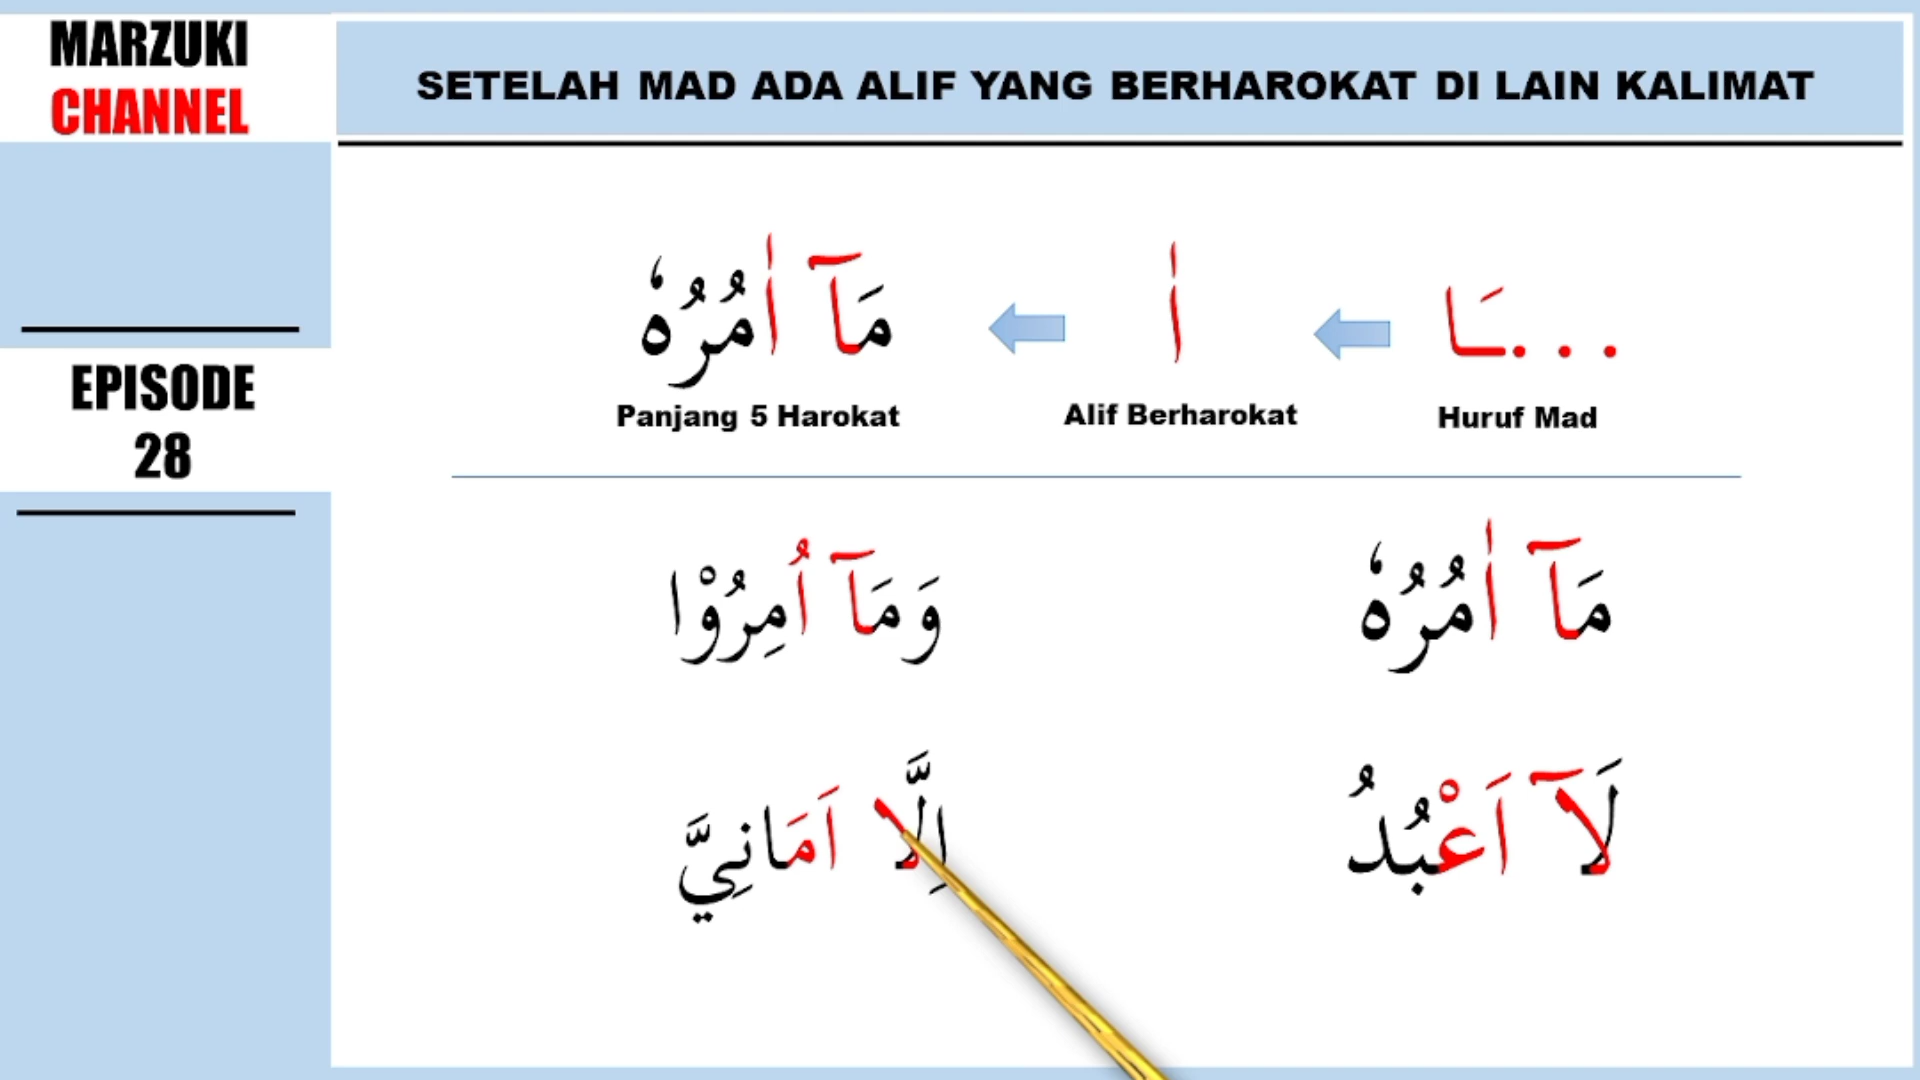 MARZUKI
CHANNEL
EPISODE
28
SETELAH MAD ADA ALIF YANG BERHAROKAT DI LAIN KALIMAT
...ـَـا
اٰ
مَآ اٰمُرُهٗ
Huruf Mad
Alif Berharokat
Panjang 5 Harokat
مَآ اٰمُرُهٗ
وَمَآ اُمِرُوْا
لَآ اَعْبُدُ
اِلَّا اَمَانِيَّ